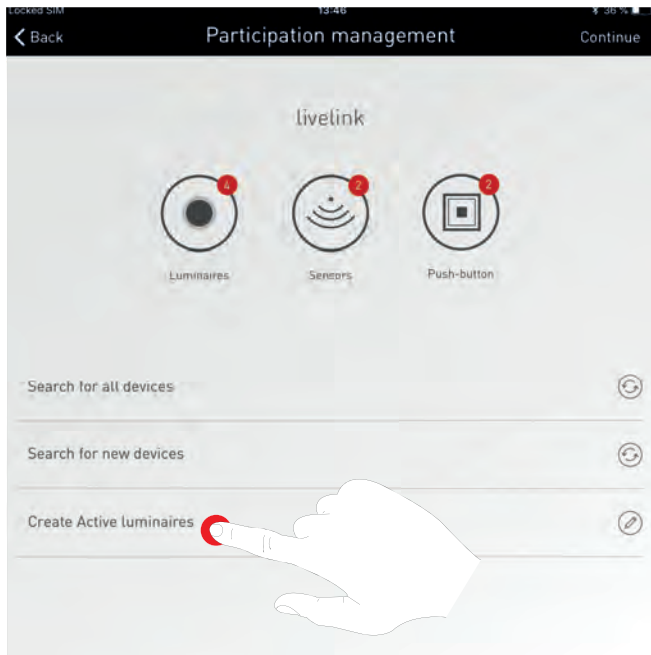 Locked SIM 13:46 36 %
Back Participation management Continue
livelink
4 2 2
Luminaires Sensors Push-button
Search for all devices
Search for new devices
Create Active luminaires